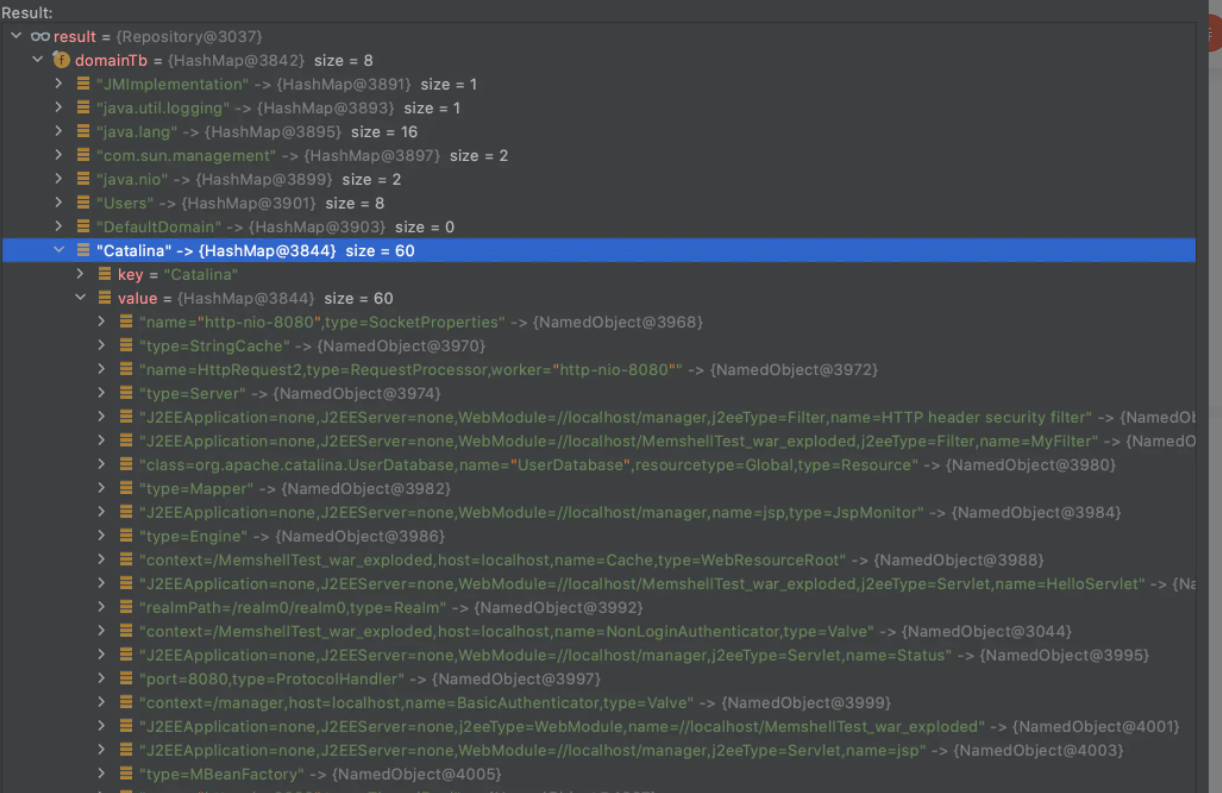 Result:
result = {Repository@3037}
domainTb = {HashMap@3842} size = 8
"JMImplementation" -> {HashMap@3891} size = 1
"java.util.logging" -> {HashMap@3893} size = 1
"java.lang" -> {HashMap@3895} size = 16
"com.sun.management" -> {HashMap@3897} size = 2
"java.nio" -> {HashMap@3899} size = 2
"Users" -> {HashMap@3901} size = 8
"DefaultDomain" -> {HashMap@3903} size = 0
"Catalina" -> {HashMap@3844} size = 60
key = "Catalina"
value = {HashMap@3844} size = 60
"name="http-nio-8080",type=SocketProperties" -> {NamedObject@3968}
"type=StringCache" -> {NamedObject@3970}
"name=HttpRequest2,type=RequestProcessor,worker="http-nio-8080"" -> {NamedObject@3972}
"type=Server" -> {NamedObject@3974}
"J2EEApplication=none,J2EEServer=none,WebModule=//localhost/manager,j2eeType=Filter,name=HTTP header security filter" -> {NamedOb
"J2EEApplication=none,J2EEServer=none,WebModule=//localhost/MemshellTest_war_exploded,j2eeType=Filter,name=MyFilter" -> {NamedO
"class=org.apache.catalina.UserDatabase,name="UserDatabase",resourcetype=Global,type=Resource" -> {NamedObject@3980}
"type=Mapper" -> {NamedObject@3982}
"J2EEApplication=none,J2EEServer=none,WebModule=//localhost/manager,name=jsp,type=JspMonitor" -> {NamedObject@3984}
"type=Engine" -> {NamedObject@3986}
"context=/MemshellTest_war_exploded,host=localhost,name=Cache,type=WebResourceRoot" -> {NamedObject@3988}
"J2EEApplication=none,J2EEServer=none,WebModule=//localhost/MemshellTest_war_exploded,j2eeType=Servlet,name=HelloServlet" -> {Na
"realmPath=/realm0/realm0,type=Realm" -> {NamedObject@3992}
"context=/MemshellTest_war_exploded,host=localhost,name=NonLoginAuthenticator,type=Valve" -> {NamedObject@3044}
"J2EEApplication=none,J2EEServer=none,WebModule=//localhost/manager,j2eeType=Servlet,name=Status" -> {NamedObject@3995}
"port=8080,type=ProtocolHandler" -> {NamedObject@3997}
"context=/manager,host=localhost,name=BasicAuthenticator,type=Valve" -> {NamedObject@3999}
"J2EEApplication=none,J2EEServer=none,j2eeType=WebModule,name=//localhost/MemshellTest_war_exploded" -> {NamedObject@4001}
"J2EEApplication=none,J2EEServer=none,WebModule=//localhost/manager,j2eeType=Servlet,name=jsp" -> {NamedObject@4003}
"type=MBeanFactory" -> {NamedObject@4005}